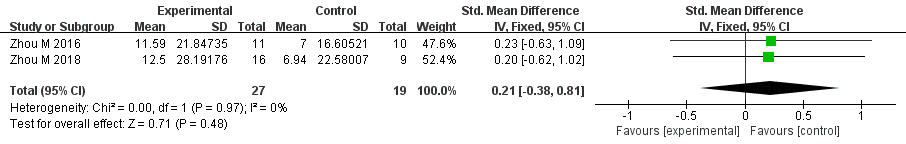 Experimental Control Std. Mean Difference Std. Mean Difference
Study or Subgroup Mean SD Total Mean SD Total Weight IV, Fixed, 95% CI IV, Fixed, 95% CI
Zhou M 2016 11.59 21.84735 11 7 16.60521 10 47.6% 0.23 [-0.63, 1.09]
Zhou M 2018 12.5 28.19176 16 6.94 22.58007 9 52.4% 0.20 [-0.62, 1.02]
Total (95% CI) 27 19 100.0% 0.21 [-0.38, 0.81]
Heterogeneity: Chi² = 0.00, df = 1 (P = 0.97); I² = 0%
Test for overall effect: Z = 0.71 (P = 0.48)
-1 -0.5 0 0.5 1
Favours [experimental] Favours [control]